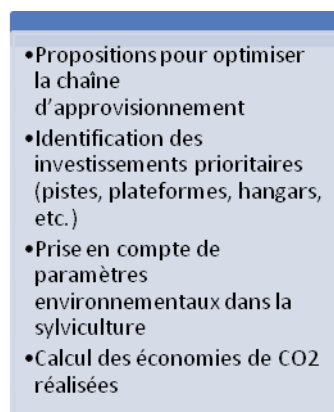 •Propositions pour optimiser
la chaîne
d'approvisionnement
•Identification des
investissements prioritaires
(pistes, plateformes, hangars,
etc.)
•Prise en compte de
paramètres
environnementaux dans la
sylviculture
•Calcul des économies de CO2
réalisées